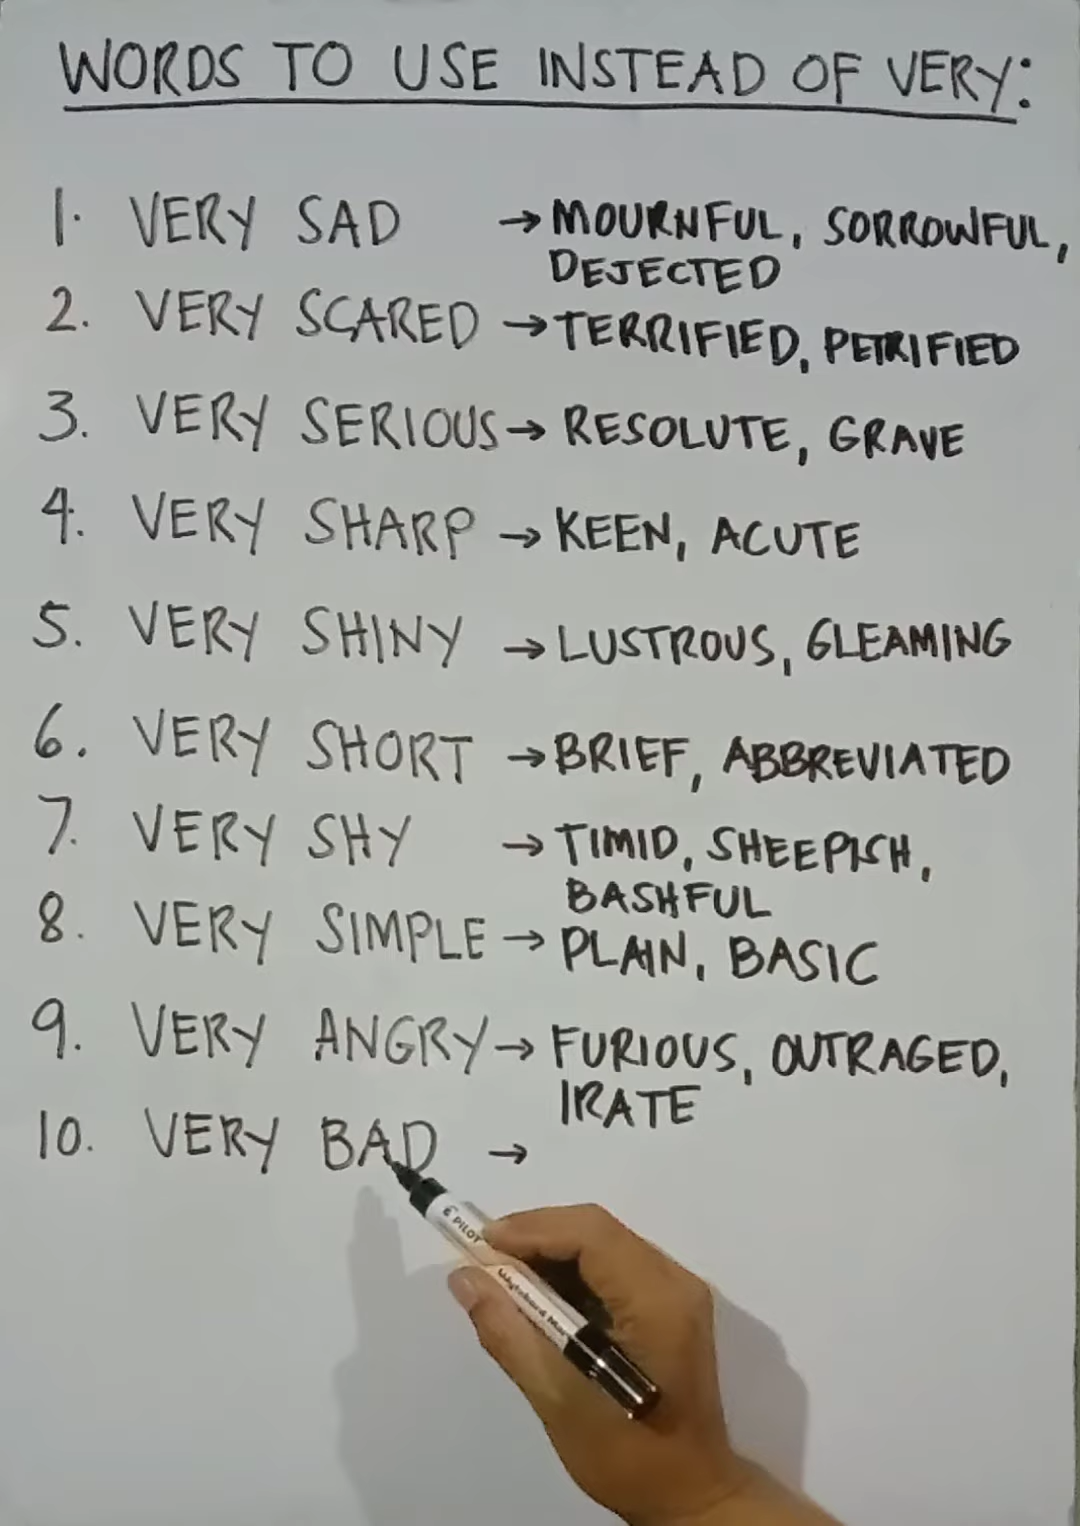 WORDS TO USE INSTEAD OF VERY:
1. VERY SAD → MOURNFUL, SORROWFUL,
DEJECTED
2. VERY SCARED → TERRIFIED, PETRIFIED
3. VERY SERIOUS → RESOLUTE, GRAVE
4. VERY SHARP → KEEN, ACUTE
5. VERY SHINY → LUSTROUS, GLEAMING
6. VERY SHORT → BRIEF, ABBREVIATED
7. VERY SHY → TIMID, SHEEPISH,
BASHFUL
8. VERY SIMPLE → PLAIN, BASIC
9. VERY ANGRY → FURIOUS, OUTRAGED,
IRATE
10. VERY BAD →
PILOT